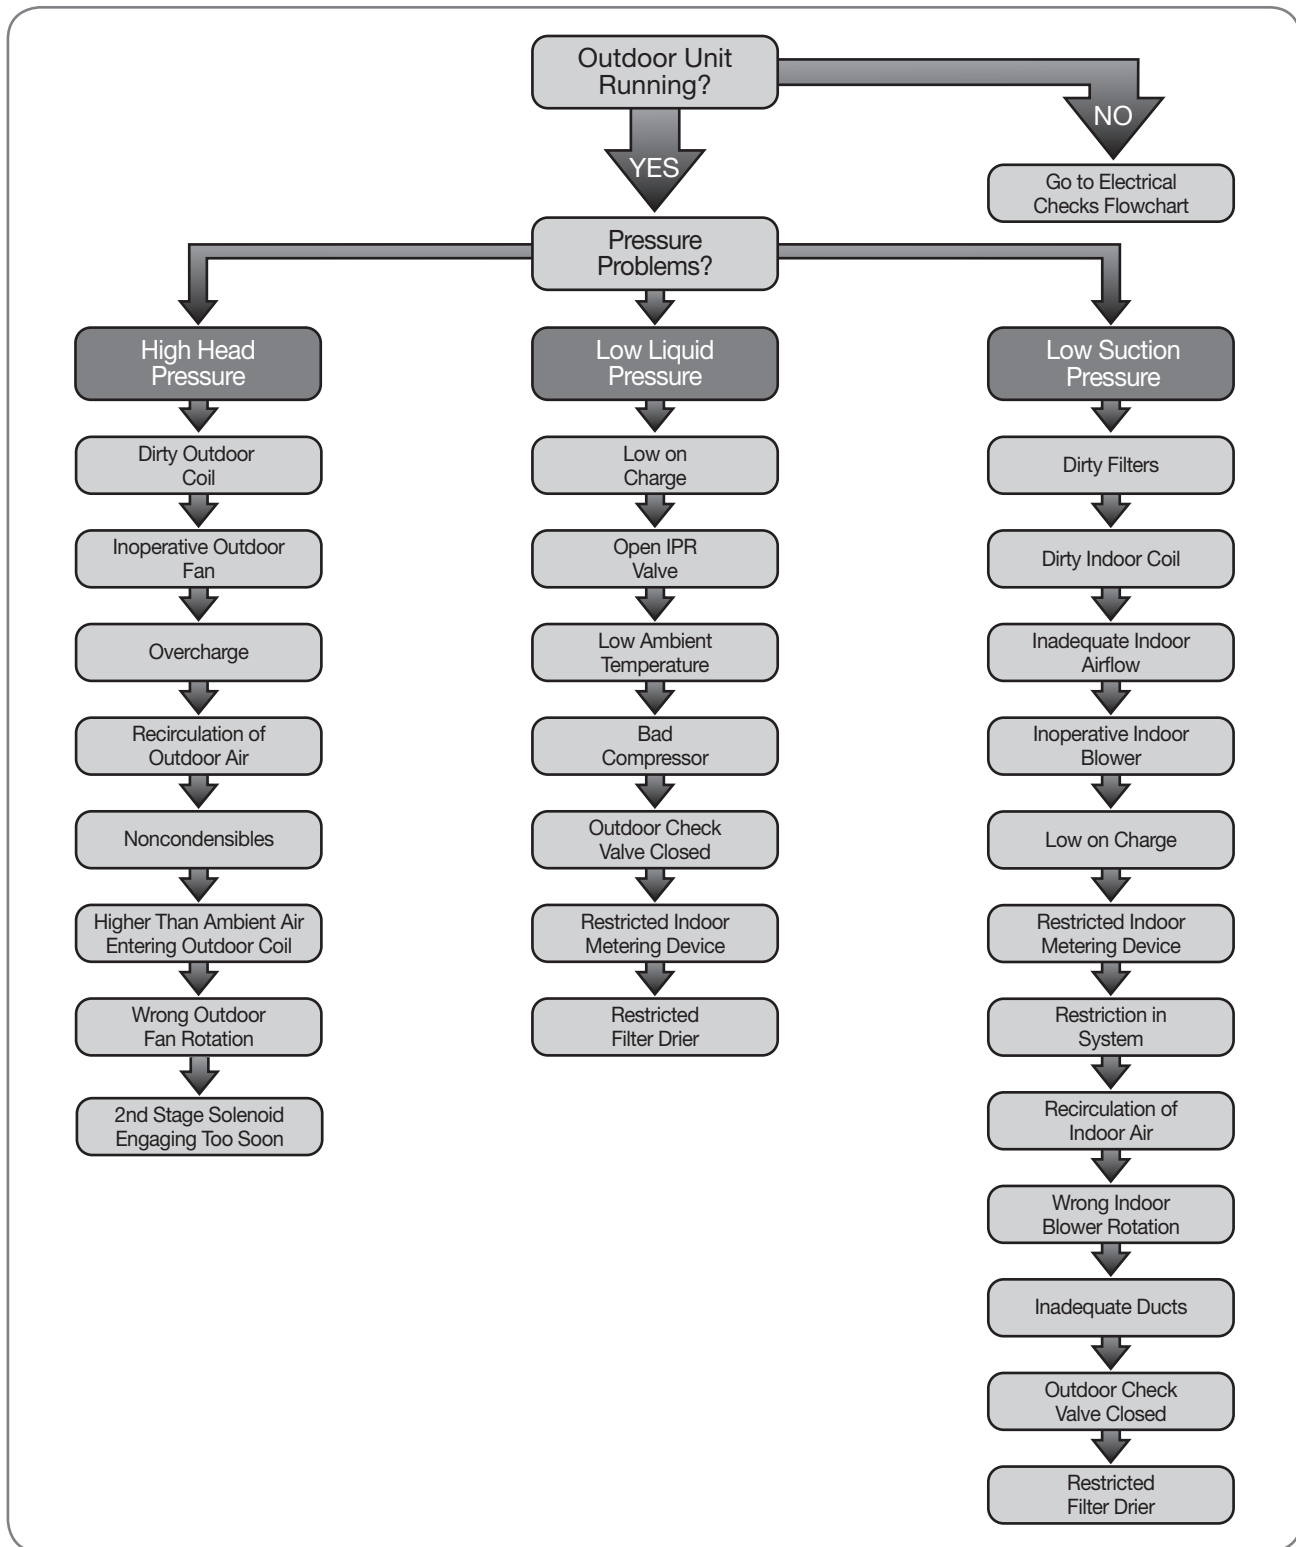 Outdoor Unit
Running?
NO
YES
Go to Electrical
Checks Flowchart
Pressure
Problems?
High Head
Pressure
Dirty Outdoor
Coil
Inoperative Outdoor
Fan
Overcharge
Recirculation of
Outdoor Air
Noncondensibles
Higher Than Ambient Air
Entering Outdoor Coil
Wrong Outdoor
Fan Rotation
2nd Stage Solenoid
Engaging Too Soon
Low Liquid
Pressure
Low on
Charge
Open IPR
Valve
Low Ambient
Temperature
Bad
Compressor
Outdoor Check
Valve Closed
Restricted Indoor
Metering Device
Restricted
Filter Drier
Low Suction
Pressure
Dirty Filters
Dirty Indoor Coil
Inadequate Indoor
Airflow
Inoperative Indoor
Blower
Low on Charge
Restricted Indoor
Metering Device
Restriction in
System
Recirculation of
Indoor Air
Wrong Indoor
Blower Rotation
Inadequate Ducts
Outdoor Check
Valve Closed
Restricted
Filter Drier